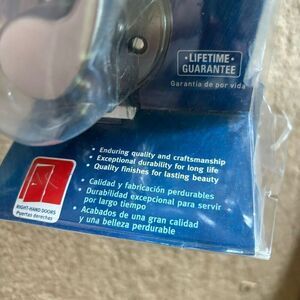 • LIFETIME •
GUARANTEE
Garantía de por vida
• Enduring quality and craftsmanship
• Exceptional durability for long life
• Quality finishes for lasting beauty
• Calidad y fabricación perdurables
• Durabilidad excepcional para servir
por largo tiempo
• Acabados de una gran calidad
y una belleza perdurable
RIGHT-HAND DOORS
Puertas derechas